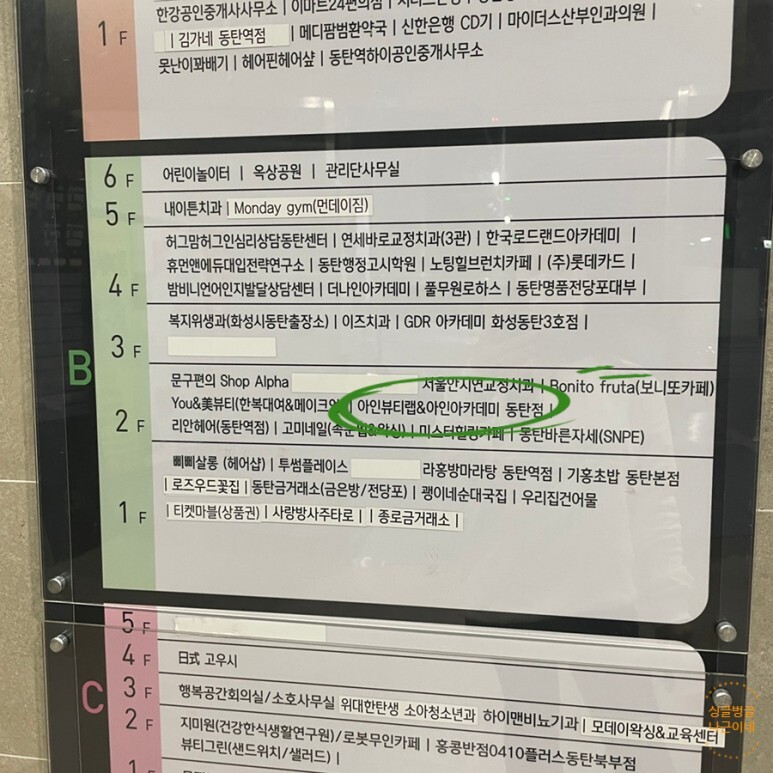 한강공인중개사사무소 | 이마트24편의점 |
1 F
| 김가네 동탄역점 | 메디팜범환약국 | 신한은행 CD기 | 마이더스산부인과의원 |
못난이꽈배기 | 헤어핀헤어샾 | 동탄역하이공인중개사무소
B
6 F 어린이놀이터 | 옥상공원 | 관리단사무실
5 F 내이튼치과 | Monday gym(먼데이짐)
허그맘허그인심리상담동탄센터 | 연세바로교정치과(3관) | 한국로드랜드아카데미 |
휴먼앤에듀대입전략연구소 | 동탄행정고시학원 | 노팅힐브런치카페 | (주)롯데카드 |
4 F 밤비니언어인지발달상담센터 | 더나인아카데미 | 풀무원로하스 | 동탄명품전당포대부 |
복지위생과(화성시동탄출장소) | 이즈치과 | GDR 아카데미 화성동탄3호점 |
3 F
문구편의 Shop Alpha 서울안시연교정치과 | Bonito fruta(보니또카페)
You&美뷰티(한복대여&메이크업) | 아인뷰티랩&아인아카데미 동탄점 |
2 F 리안헤어(동탄역점) | 고미네일(속눈썹&왁싱) | 미스터힐링카페 | 동탄바른자세(SNPE)
삐삐살롱 (헤어샵) | 투썸플레이스 라홍방마라탕 동탄역점 | 기홍초밥 동탄본점
| 로즈우드꽃집 | 동탄금거래소(금은방/전당포) | 괭이네순대국집 | 우리집건어물
1 F | 티켓마블(상품권) | 사랑방사주타로 | | 종로금거래소 |
C
5 F
4 F 日式 고우시
3 F 행복공간회의실/소호사무실 위대한탄생 소아청소년과 하이맨비뇨기과 | 모데이왁싱&교육센터
2 F 지미원(건강한식생활연구원)/로봇무인카페 | 홍콩반점0410플러스동탄북부점
뷰티그린(샌드위치/샐러드) |
1 F
싱글벙글
나근이네